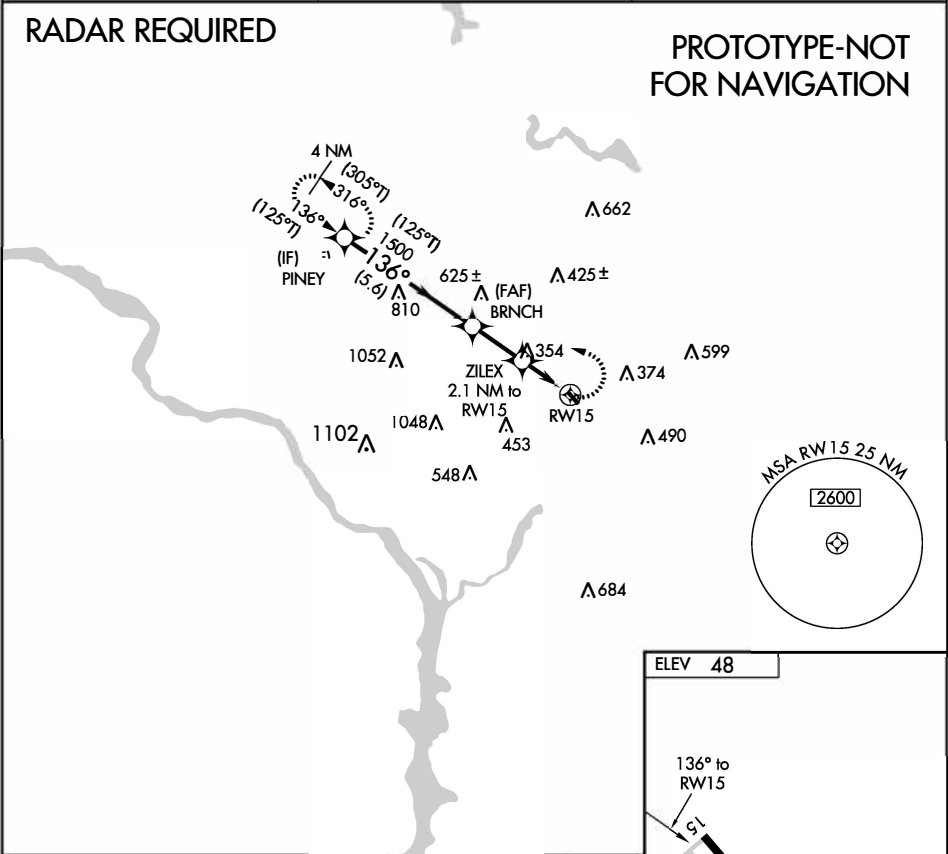 RADAR REQUIRED
PROTOTYPE-NOT
FOR NAVIGATION
4 NM
(305°T)
316°
136°
(125°T)
(125°T)
1500
136°
(5.6)
(IF)
PINEY
662
625±
425±
(FAF)
BRNCH
810
354
599
1052
374
ZILEX
2.1 NM to
RW15
RW15
1048
453
1102
490
548
MSA RW15 25 NM
2600
684
ELEV 48
136° to
RW15
15